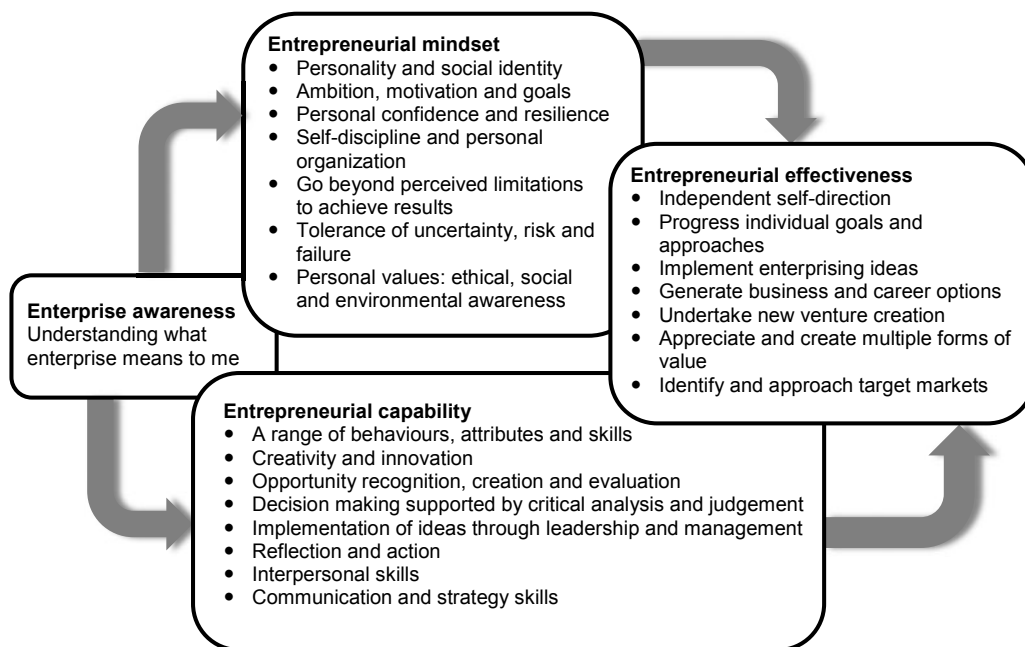 Entrepreneurial mindset
• Personality and social identity
• Ambition, motivation and goals
• Personal confidence and resilience
• Self-discipline and personal
organization
• Go beyond perceived limitations
to achieve results
• Tolerance of uncertainty, risk and
failure
• Personal values: ethical, social
and environmental awareness
Enterprise awareness
Understanding what
enterprise means to me
Entrepreneurial capability
• A range of behaviours, attributes and skills
• Creativity and innovation
• Opportunity recognition, creation and evaluation
• Decision making supported by critical analysis and judgement
• Implementation of ideas through leadership and management
• Reflection and action
• Interpersonal skills
• Communication and strategy skills
Entrepreneurial effectiveness
• Independent self-direction
• Progress individual goals and
approaches
• Implement enterprising ideas
• Generate business and career options
• Undertake new venture creation
• Appreciate and create multiple forms of
value
• Identify and approach target markets